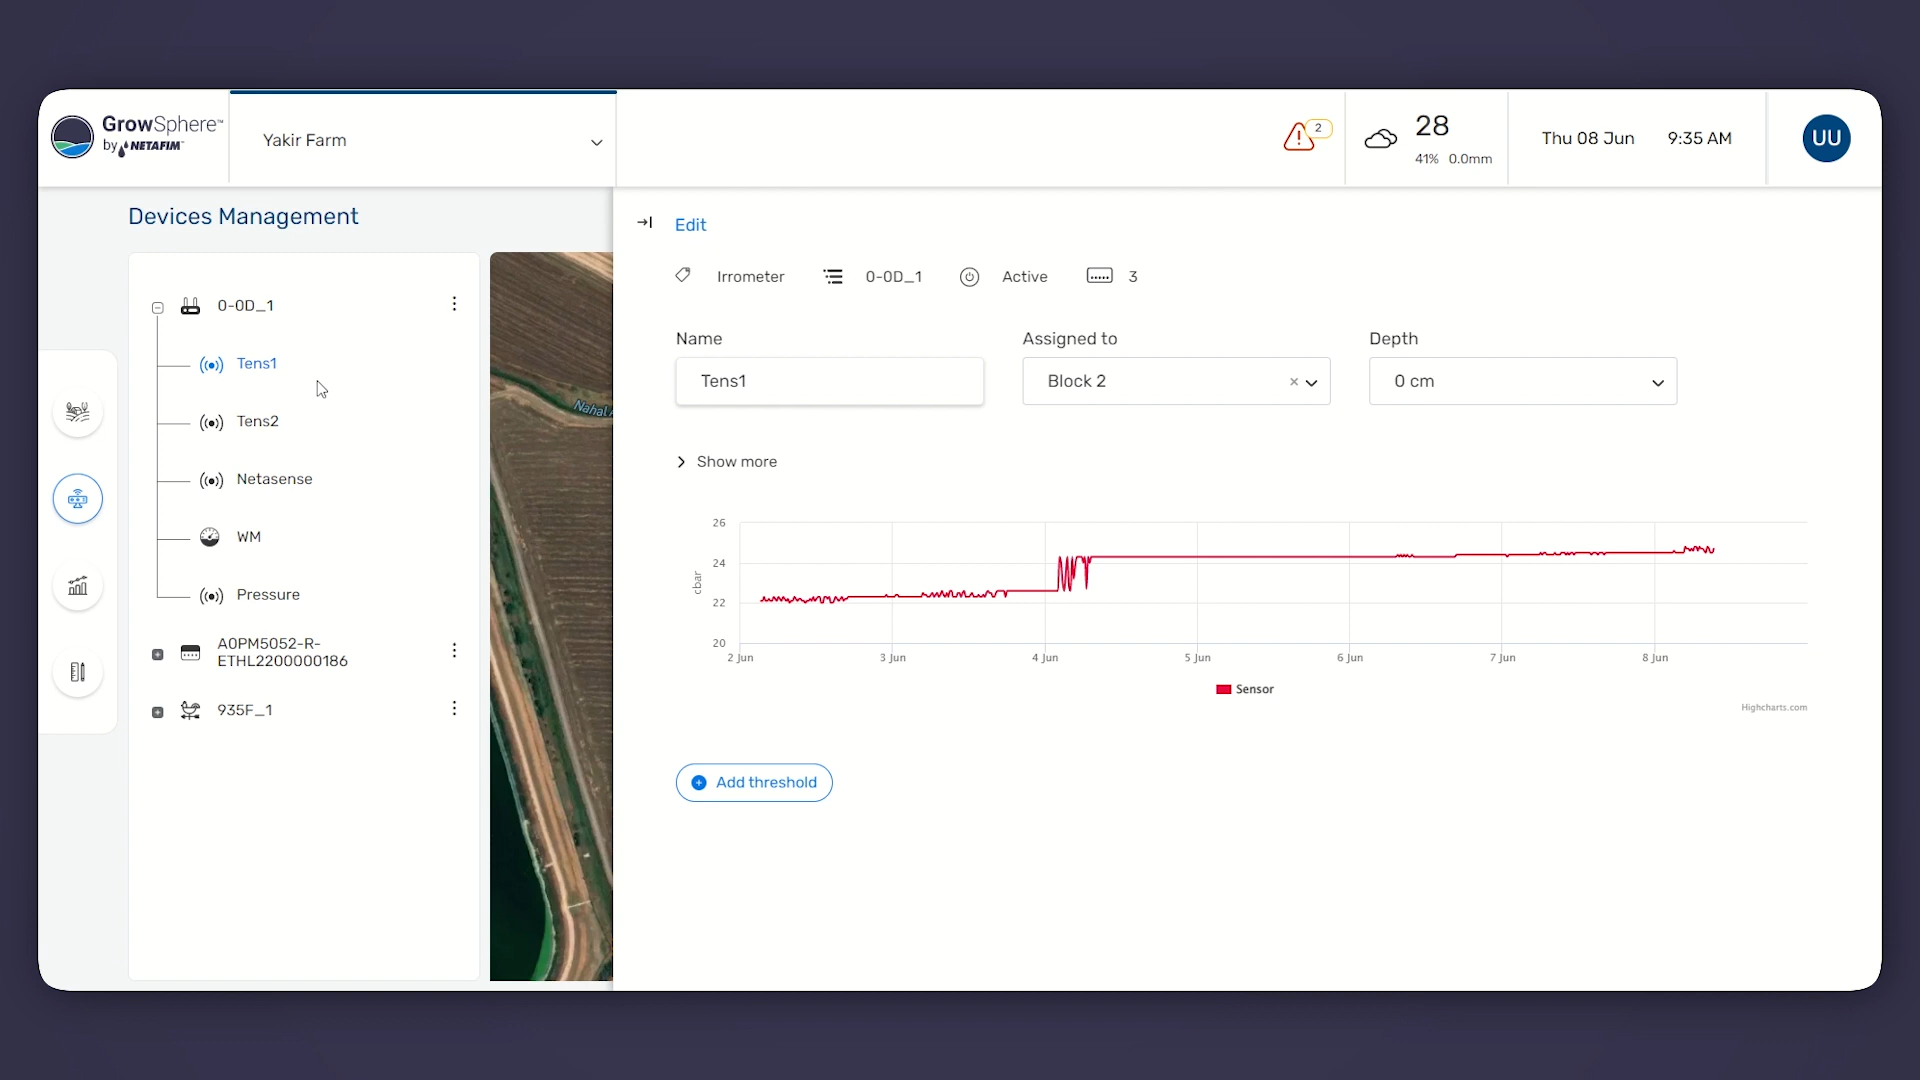 GrowSphere™
by NETAFIM™
Yakir Farm
2
28
41% 0.0mm
Thu 08 Jun 9:35 AM
UU
Devices Management
0-0D_1
Tens1
Tens2
Netasense
WM
Pressure
A0PM5052-R-
ETHL2200000186
935F_1
Nahal
Edit
Irrometer 0-0D_1 Active 3
Name Assigned to Depth
Tens1 Block 2 × 0 cm
Show more
26
24
22
20
cbar
2 Jun 3 Jun 4 Jun 5 Jun 6 Jun 7 Jun 8 Jun
Sensor
Highcharts.com
Add threshold